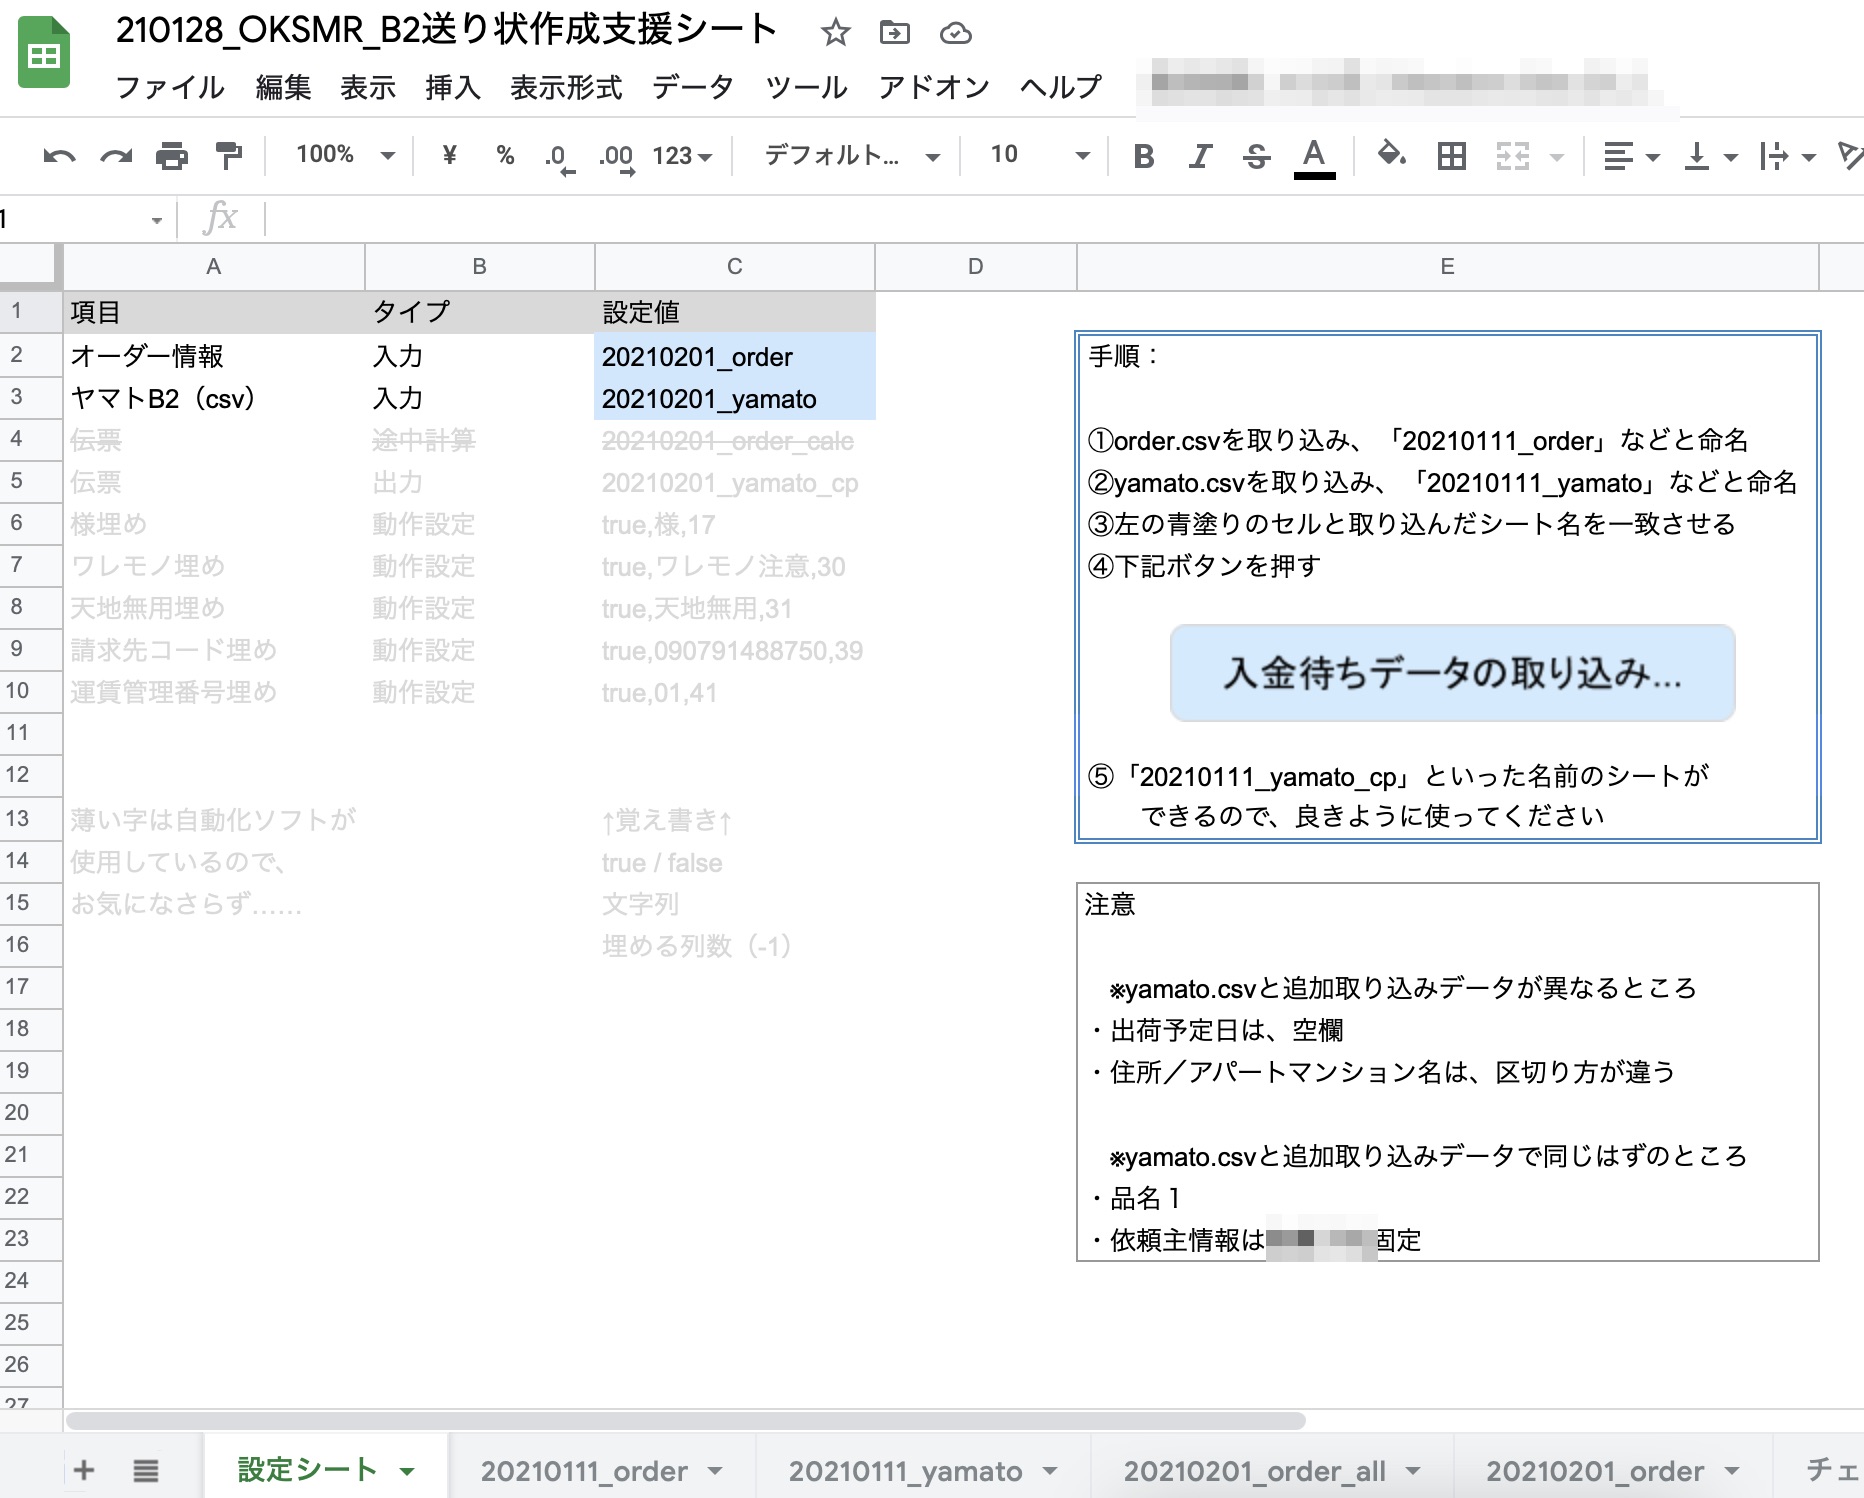 210128_OKSMR_B2送り状作成支援シート
ファイル 編集 表示 挿入 表示形式 データ ツール アドオン ヘルプ
100% ¥ % .0 .00 123 デフォルト... 10 B I S A
1 fx
A B C D E
1 項目 タイプ 設定値
2 オーダー情報 入力 20210201_order 手順：
3 ヤマトB2（csv） 入力 20210201_yamato
4 伝票 途中計算 20210201_order_calc ①order.csvを取り込み、「20210111_order」などと命名
5 伝票 出力 20210201_yamato_cp ②yamato.csvを取り込み、「20210111_yamato」などと命名
6 様埋め 動作設定 true,様,17 ③左の青塗りのセルと取り込んだシート名を一致させる
7 ワレモノ埋め 動作設定 true,ワレモノ注意,30 ④下記ボタンを押す
8 天地無用埋め 動作設定 true,天地無用,31
9 請求先コード埋め 動作設定 true,090791488750,39 入金待ちデータの取り込み...
10 運賃管理番号埋め 動作設定 true,01,41
11
12 ⑤「20210111_yamato_cp」といった名前のシートが
13 薄い字は自動化ソフトが ↑覚え書き↑ できるので、良きように使ってください
14 使用しているので、 true / false
15 お気になさらず…… 文字列 注意
16 埋める列数（-1）
17 ※yamato.csvと追加取り込みデータが異なるところ
18 ・出荷予定日は、空欄
19 ・住所／アパートマンション名は、区切り方が違う
20
21 ※yamato.csvと追加取り込みデータで同じはずのところ
22 ・品名１
23 ・依頼主情報は 固定
24
25
26
27
設定シート 20210111_order 20210111_yamato 20210201_order_all 20210201_order チェ